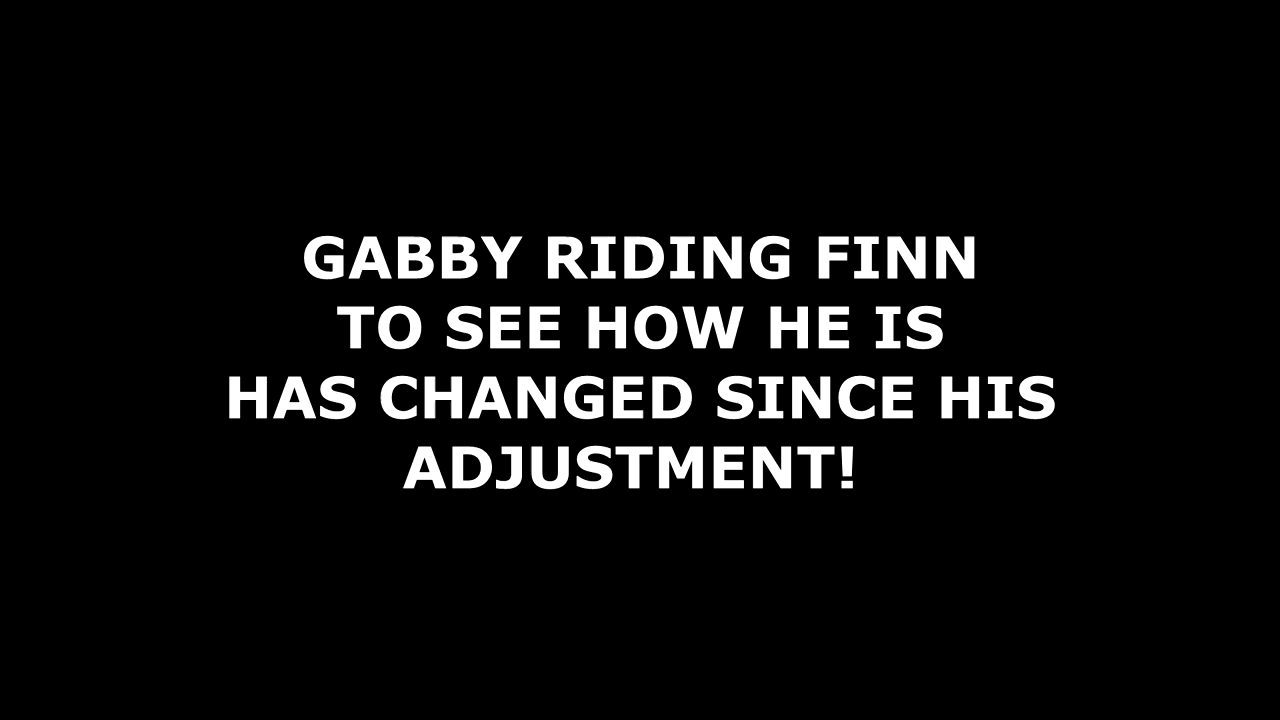 GABBY RIDING FINN
TO SEE HOW HE IS
HAS CHANGED SINCE HIS
ADJUSTMENT!